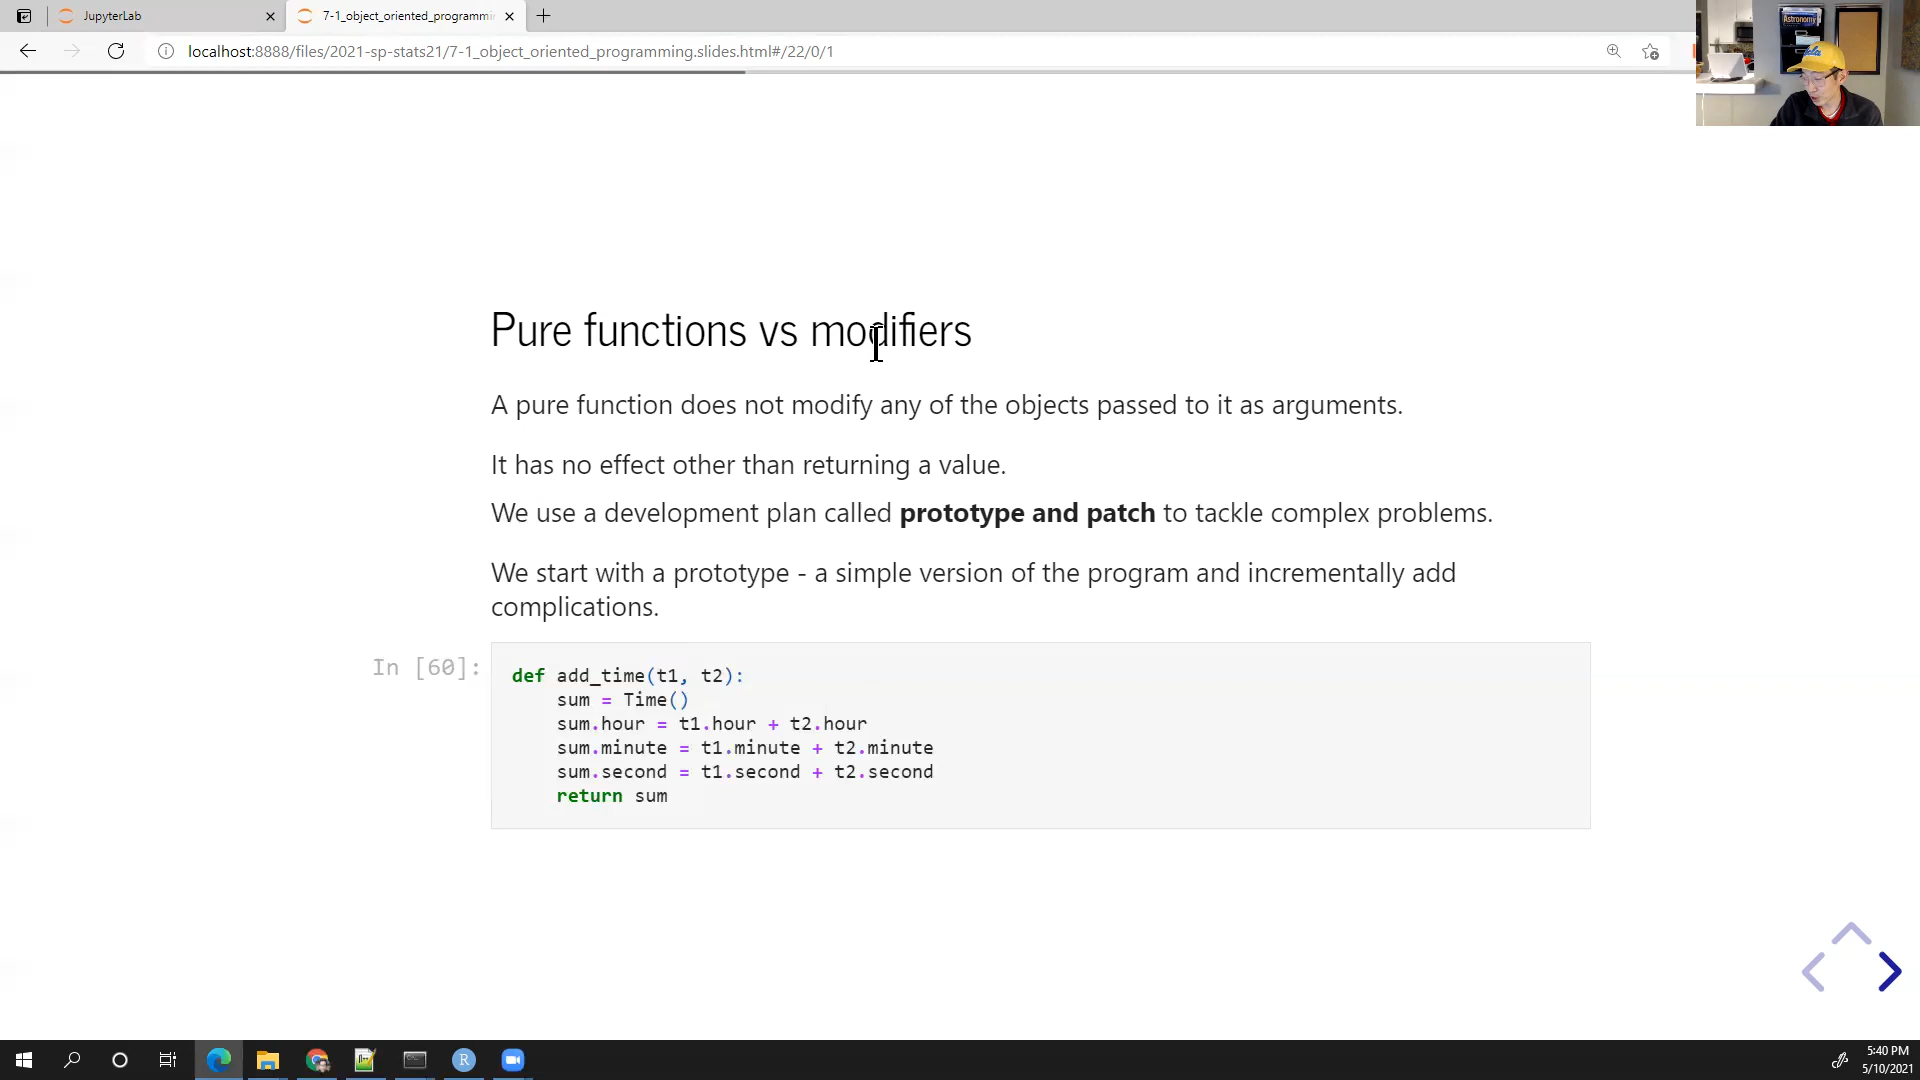 JupyterLab
7-1_object_oriented_programmin
localhost:8888/files/2021-sp-stats21/7-1_object_oriented_programming.slides.html#/22/0/1
Astronomy
Pure functions vs modifiers
A pure function does not modify any of the objects passed to it as arguments.
It has no effect other than returning a value.
We use a development plan called prototype and patch to tackle complex problems.
We start with a prototype - a simple version of the program and incrementally add
complications.
In [60]:
def add_time(t1, t2):
    sum = Time()
    sum.hour = t1.hour + t2.hour
    sum.minute = t1.minute + t2.minute
    sum.second = t1.second + t2.second
    return sum
R
5:40 PM
5/10/2021